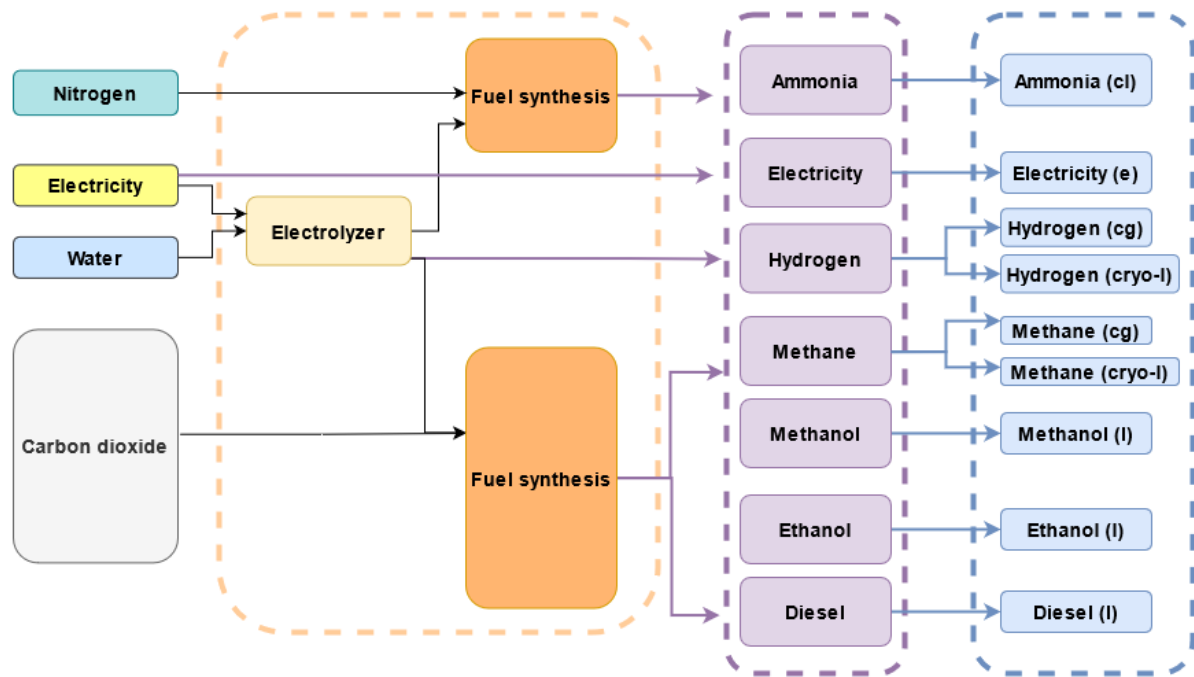 Nitrogen
Electricity
Water
Carbon dioxide
Electrolyzer
Fuel synthesis
Fuel synthesis
Ammonia
Electricity
Hydrogen
Methane
Methanol
Ethanol
Diesel
Ammonia (cl)
Electricity (e)
Hydrogen (cg)
Hydrogen (cryo-l)
Methane (cg)
Methane (cryo-l)
Methanol (l)
Ethanol (l)
Diesel (l)